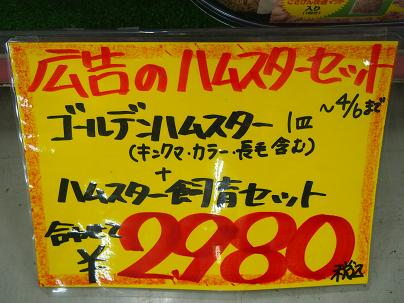 広告のハムスターセット
〜4/6まで
ゴールデンハムスター 1匹
(キンクマ・カラー・長毛含む)
+
ハムスター飼育セット
合わせて
¥2,980
税込